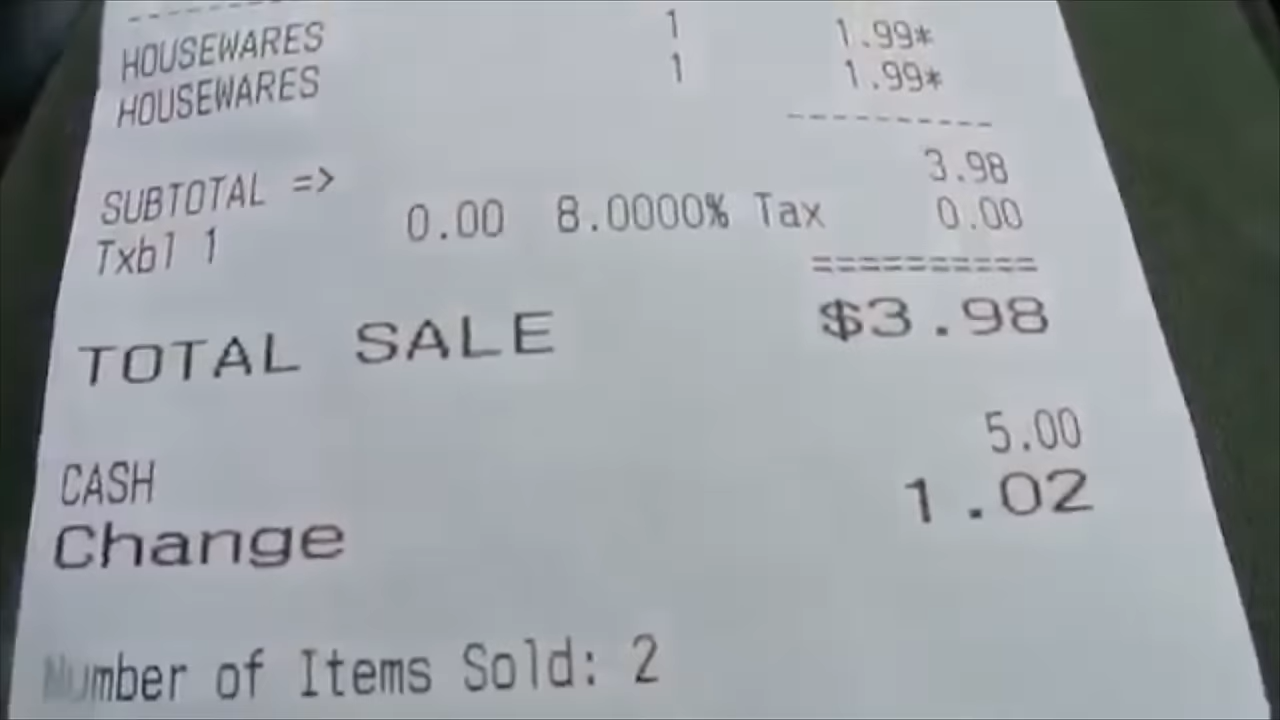 HOUSEWARES 1 1.99*
HOUSEWARES 1 1.99*
SUBTOTAL => 3.98
Txbl 1 0.00 8.0000% Tax 0.00
TOTAL SALE $3.98
CASH 5.00
Change 1.02
Number of Items Sold: 2